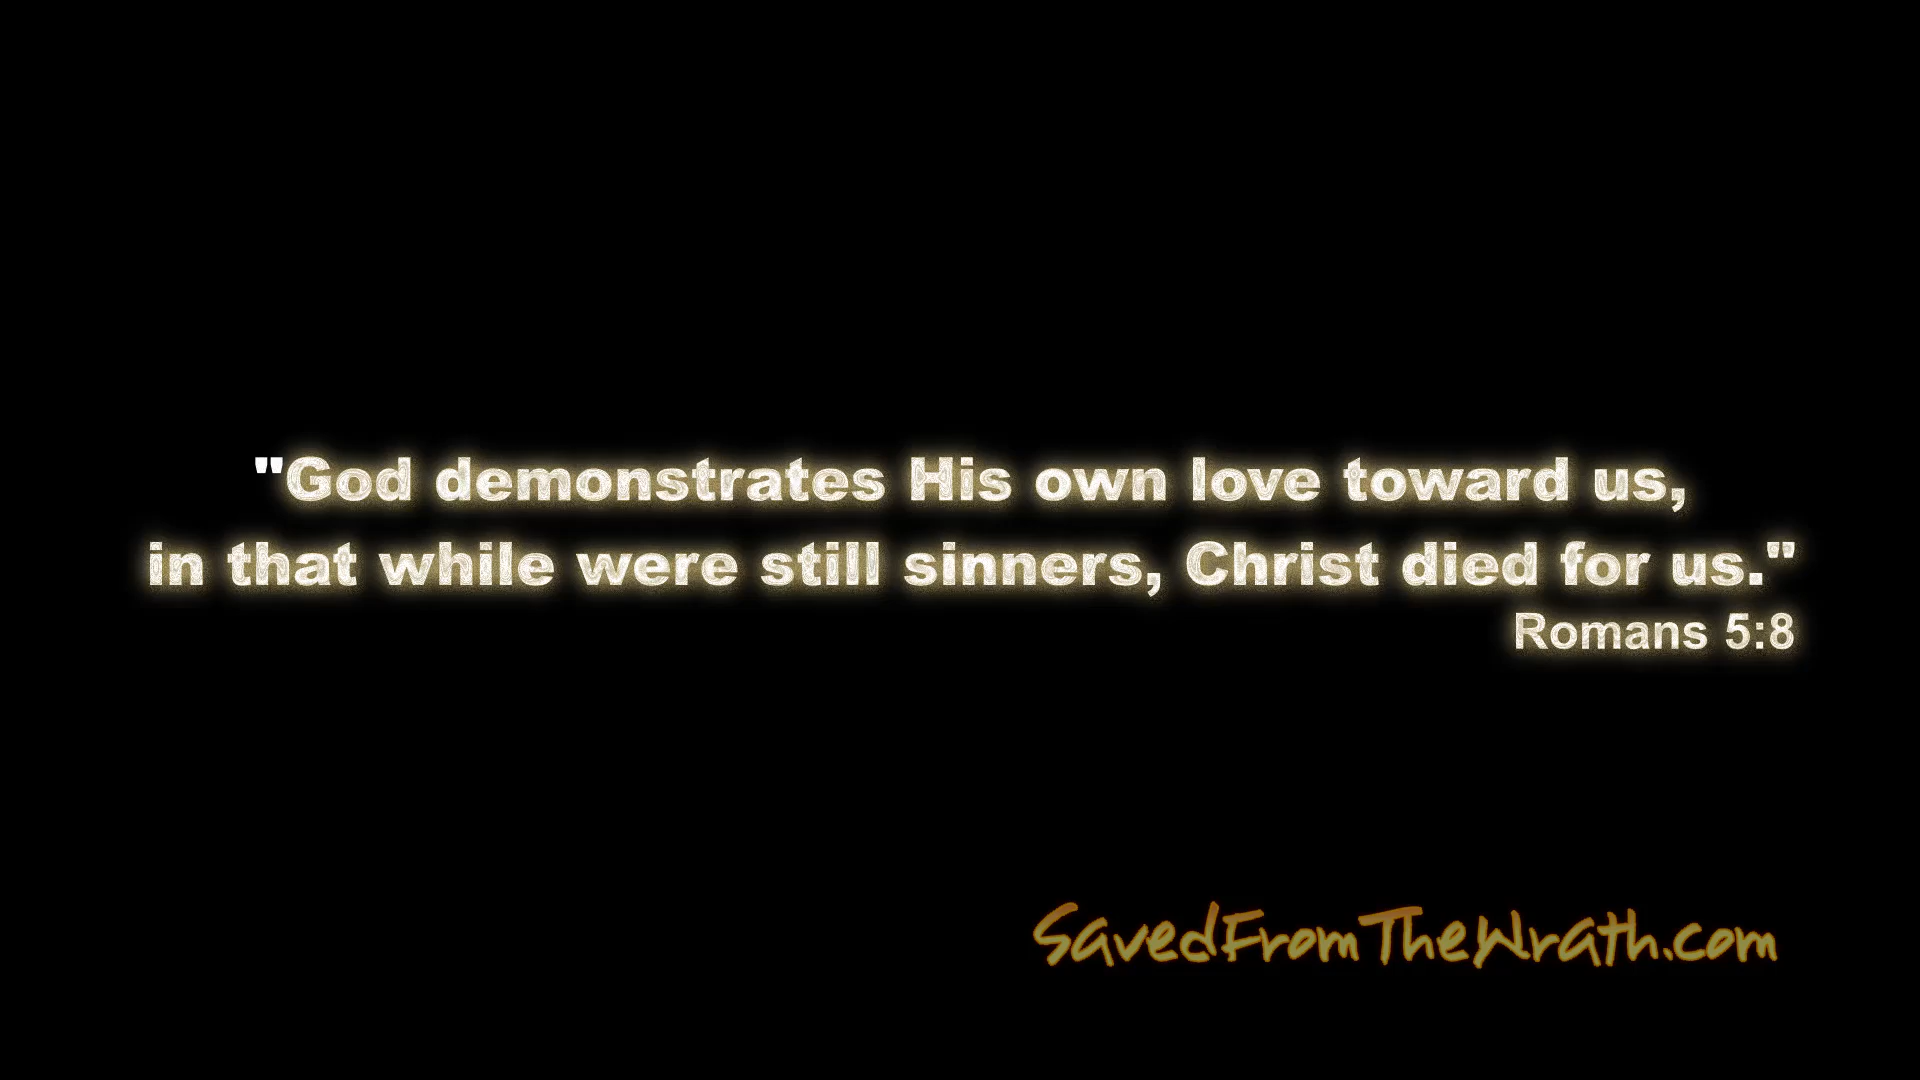 "God demonstrates His own love toward us,
in that while were still sinners, Christ died for us."
Romans 5:8
SavedFromTheWrath.com